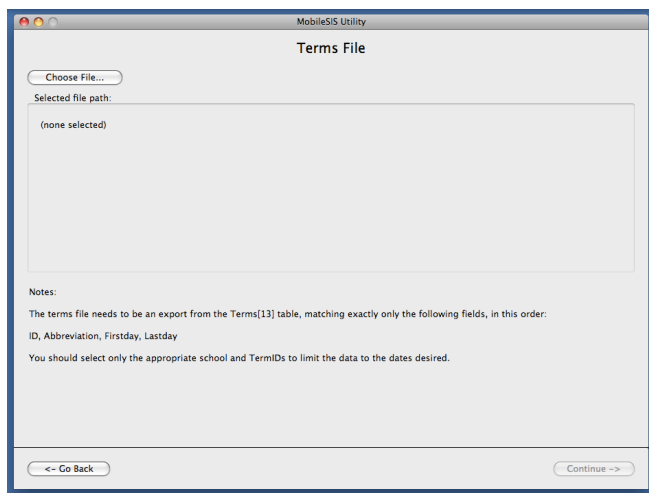 MobileSIS Utility
Terms File
Choose File...
Selected file path:
(none selected)
Notes:
The terms file needs to be an export from the Terms[13] table, matching exactly only the following fields, in this order:
ID, Abbreviation, Firstday, Lastday
You should select only the appropriate school and TermIDs to limit the data to the dates desired.
<- Go Back
Continue ->